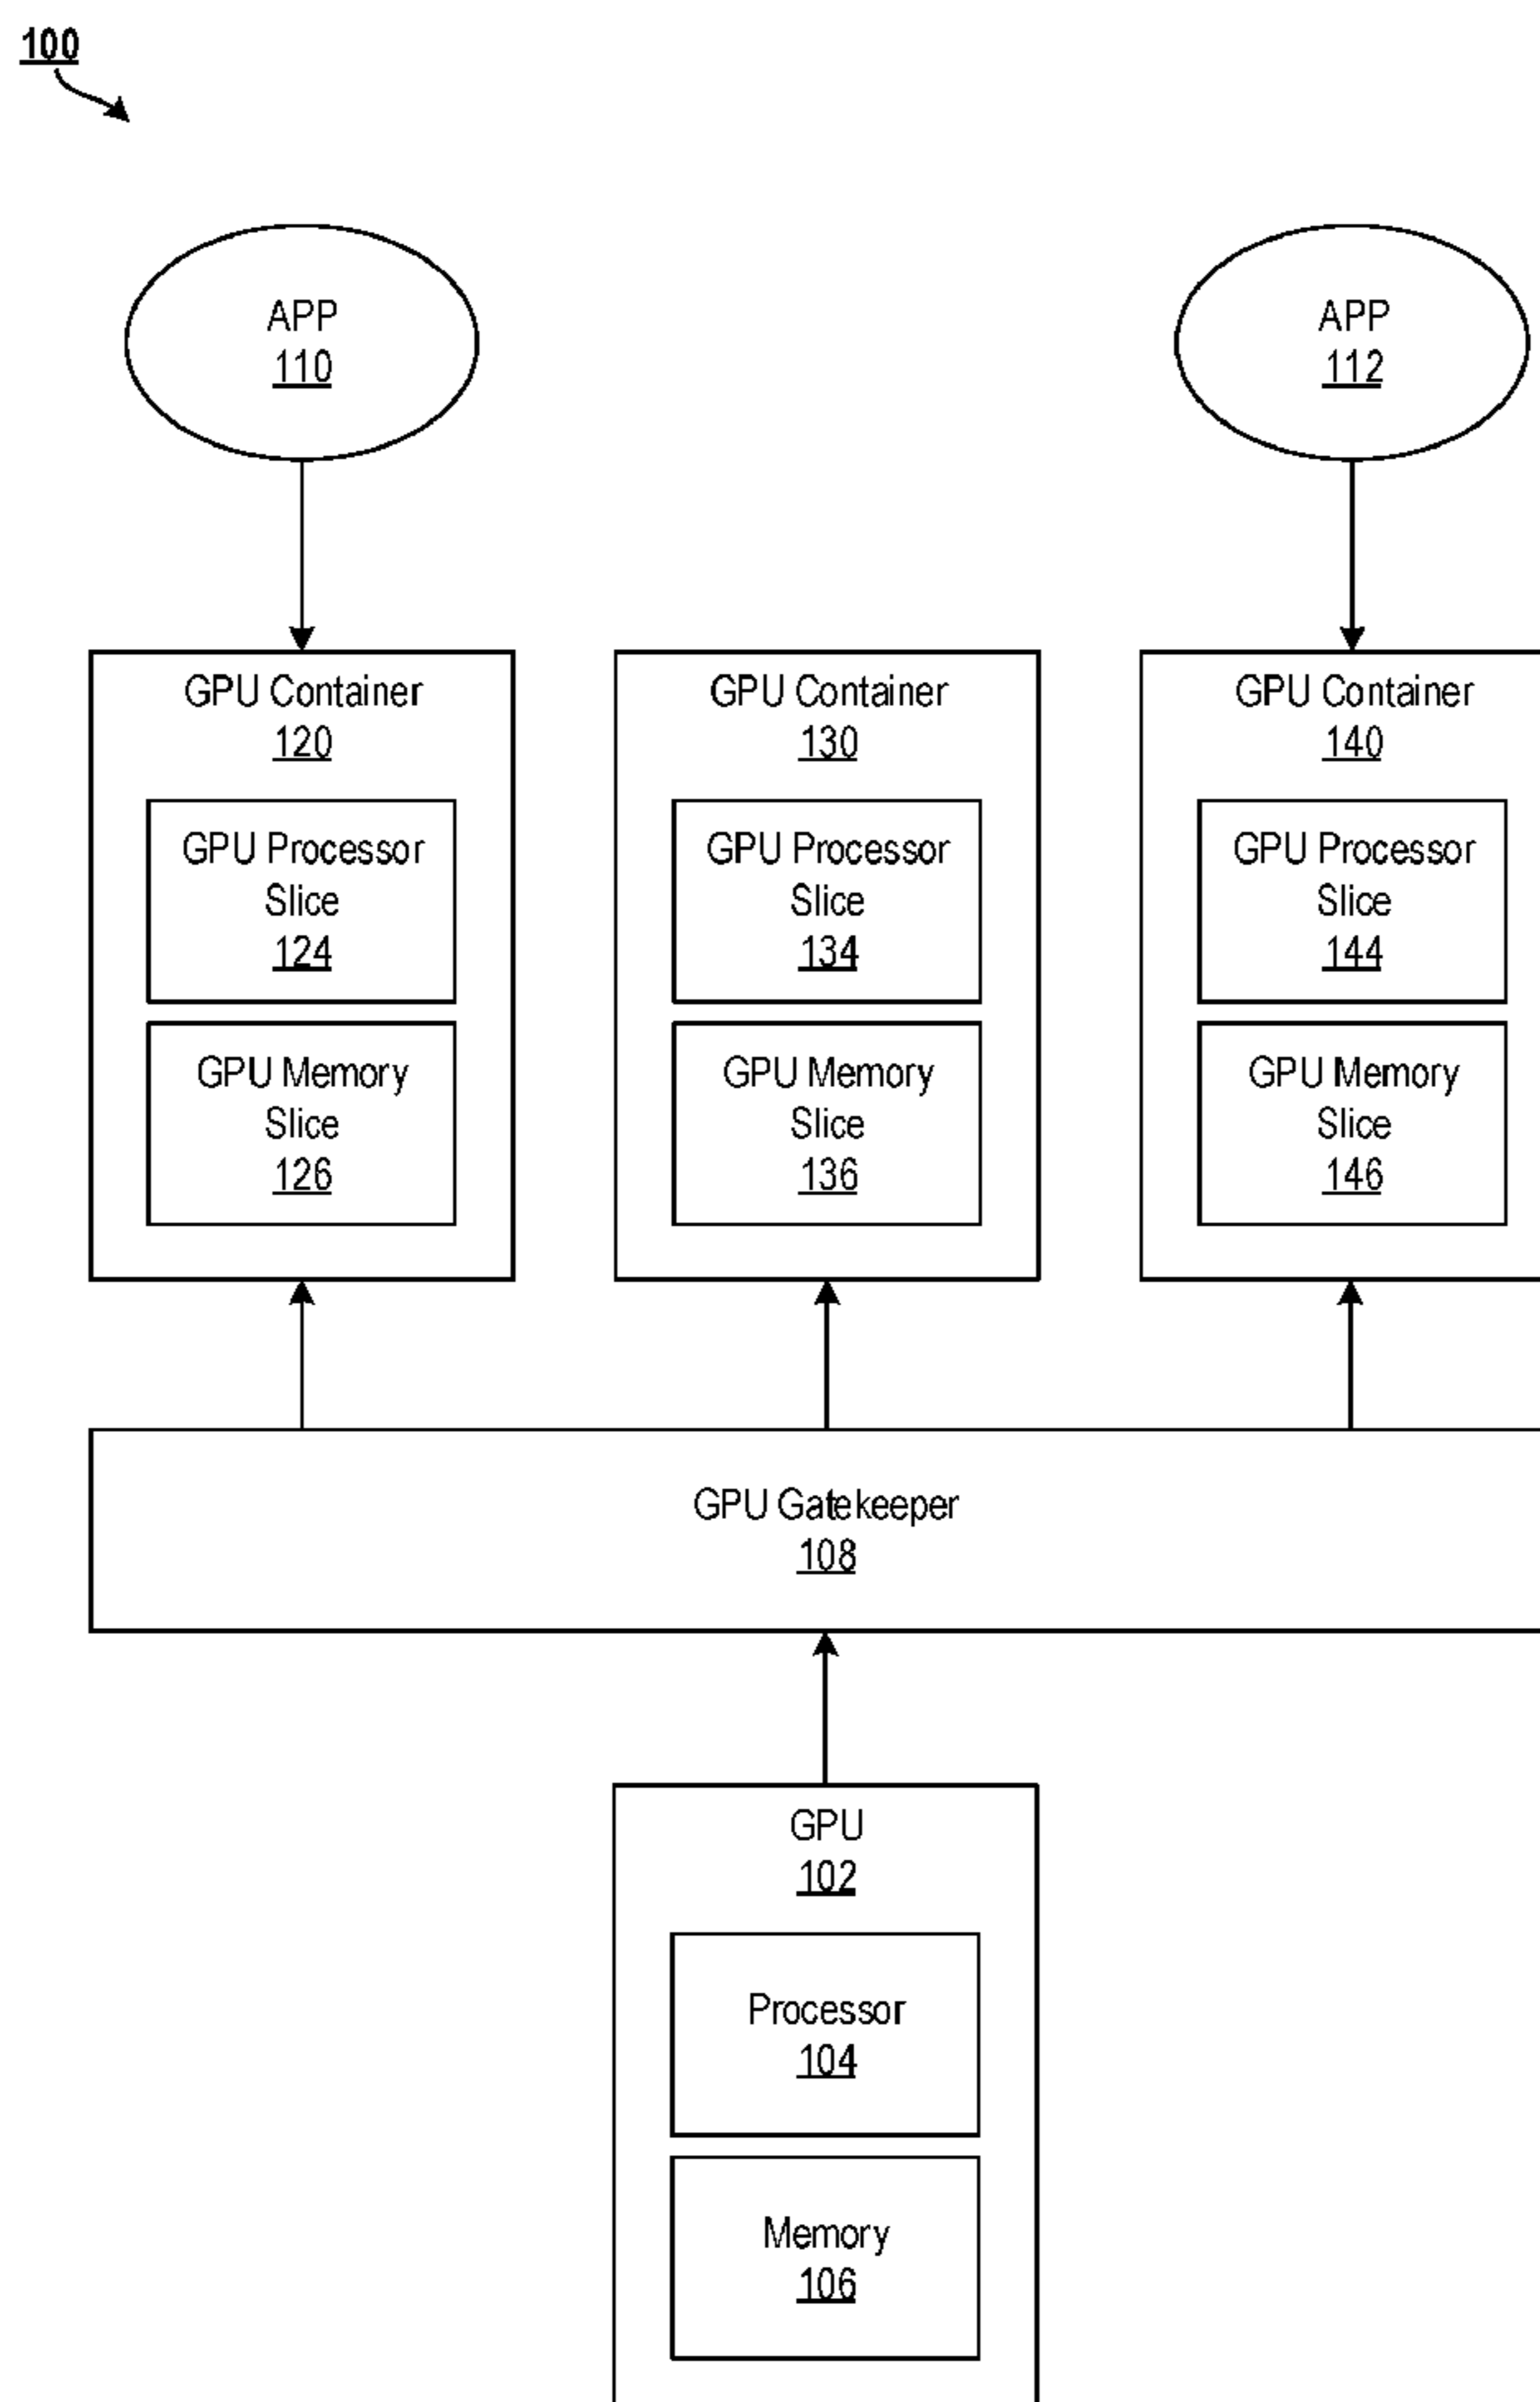 100
APP
110
APP
112
GPU Container
120
GPU Processor
Slice
124
GPU Memory
Slice
126
GPU Container
130
GPU Processor
Slice
134
GPU Memory
Slice
136
GPU Container
140
GPU Processor
Slice
144
GPU Memory
Slice
146
GPU Gatekeeper
108
GPU
102
Processor
104
Memory
106